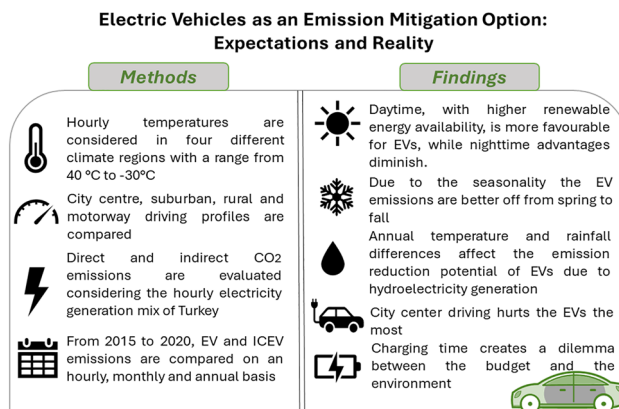 Electric Vehicles as an Emission Mitigation Option:
Expectations and Reality
Methods
Hourly temperatures are
considered in four different
climate regions with a range from
40 °C to -30°C
City centre, suburban, rural and
motorway driving profiles are
compared
Direct and indirect CO2
emissions are evaluated
considering the hourly electricity
generation mix of Turkey
From 2015 to 2020, EV and ICEV
emissions are compared on an
hourly, monthly and annual basis
Findings
Daytime, with higher renewable
energy availability, is more favourable
for EVs, while nighttime advantages
diminish.
Due to the seasonality the EV
emissions are better off from spring to
fall
Annual temperature and rainfall
differences affect the emission
reduction potential of EVs due to
hydroelectricity generation
City center driving hurts the EVs the
most
Charging time creates a dilemma
between the budget and the
environment